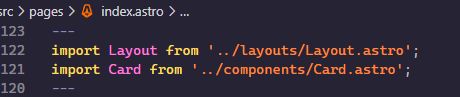 src > pages > index.astro > ...
123 ---
122 import Layout from '../layouts/Layout.astro';
121 import Card from '../components/Card.astro';
120 ---